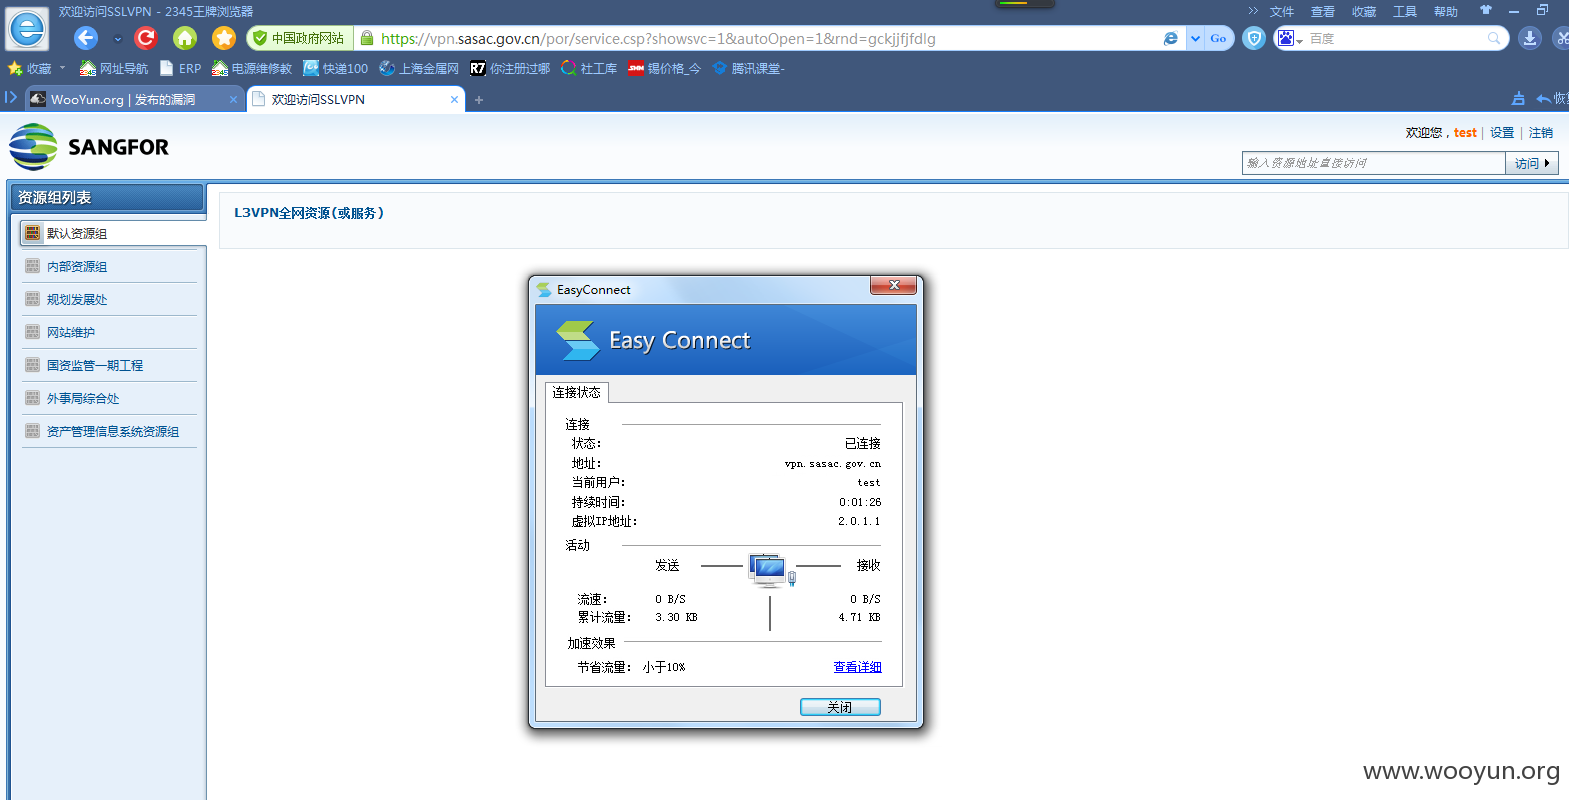 欢迎访问SSLVPN - 2345王牌浏览器
文件 查看 收藏 工具 帮助
中国政府网站 https://vpn.sasac.gov.cn/por/service.csp?showsvc=1&autoOpen=1&rnd=gckjjfjfdlg Go 百度
收藏 网址导航 ERP 电源维修教 快递100 上海金属网 R7 你注册过哪 社工库 锡价格_今 腾讯课堂-
WooYun.org | 发布的漏洞 欢迎访问SSLVPN
SANGFOR
欢迎您，test | 设置 | 注销
输入资源地址直接访问 访问
资源组列表
默认资源组
内部资源组
规划发展处
网站维护
国资监管一期工程
外事局综合处
资产管理信息系统资源组
L3VPN全网资源(或服务)
EasyConnect
Easy Connect
连接状态
连接
状态: 已连接
地址: vpn.sasac.gov.cn
当前用户: test
持续时间: 0:01:26
虚拟IP地址: 2.0.1.1
活动
发送 接收
流速: 0 B/S 0 B/S
累计流量: 3.30 KB 4.71 KB
加速效果
节省流量: 小于10% 查看详细
关闭
www.wooyun.org